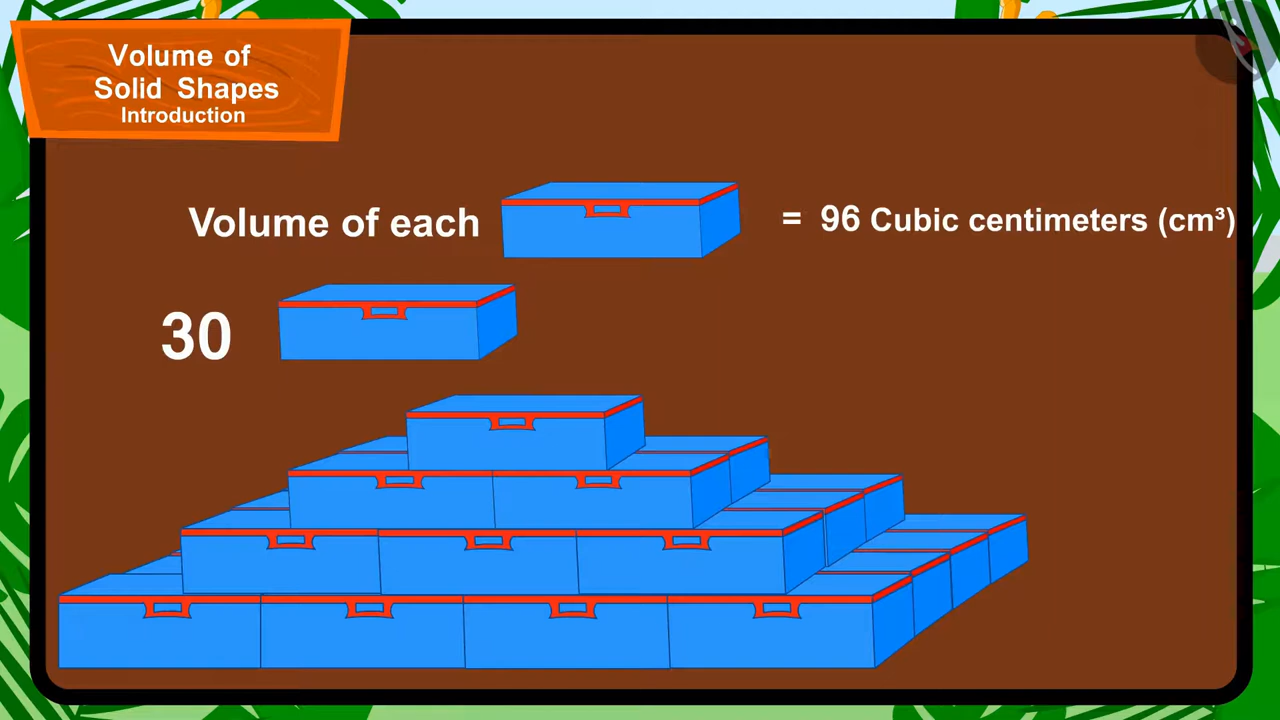 Volume of
Solid Shapes
Introduction
Volume of each = 96 Cubic centimeters (cm³)
30